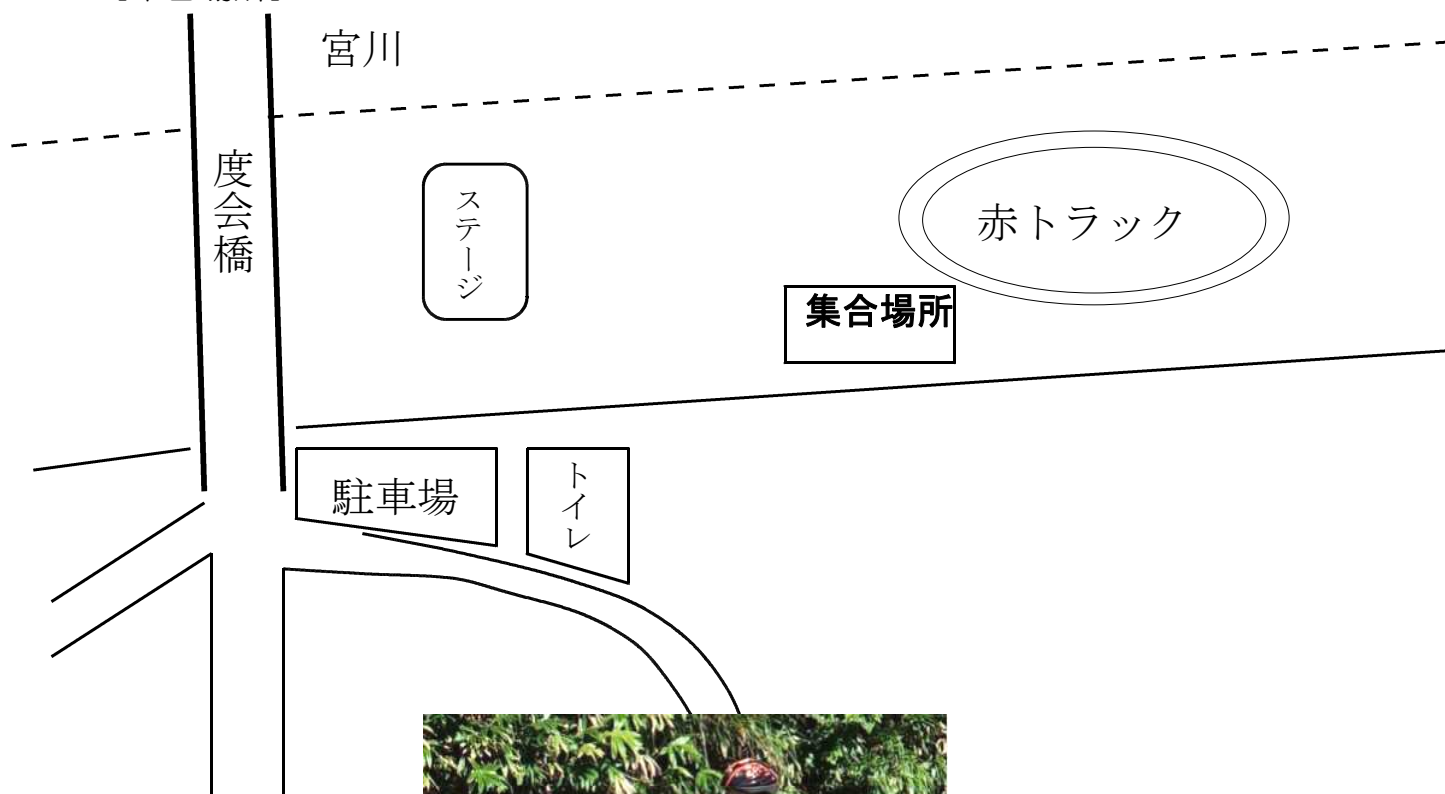 宮川
度会橋
ステージ
赤トラック
集合場所
駐車場
トイレ